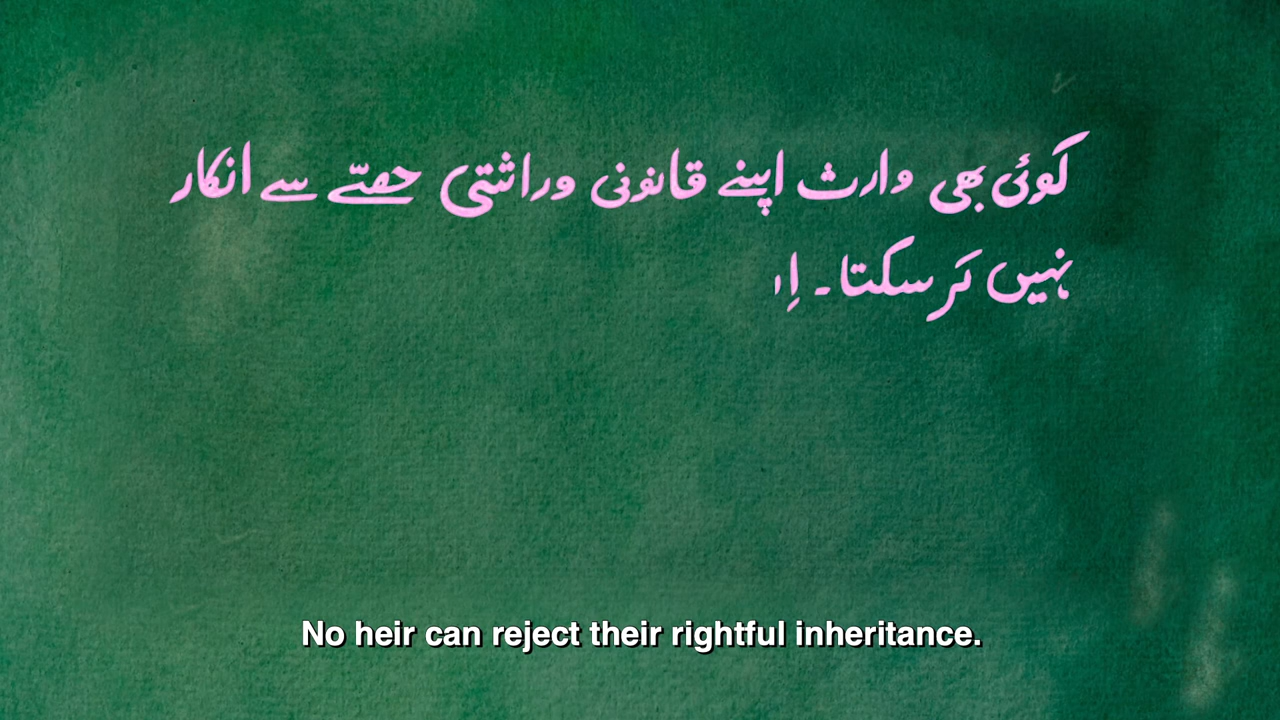 کوئی بھی وارث اپنے قانونی وراثتی حصّے سے انکار
نہیں کر سکتا۔
No heir can reject their rightful inheritance.